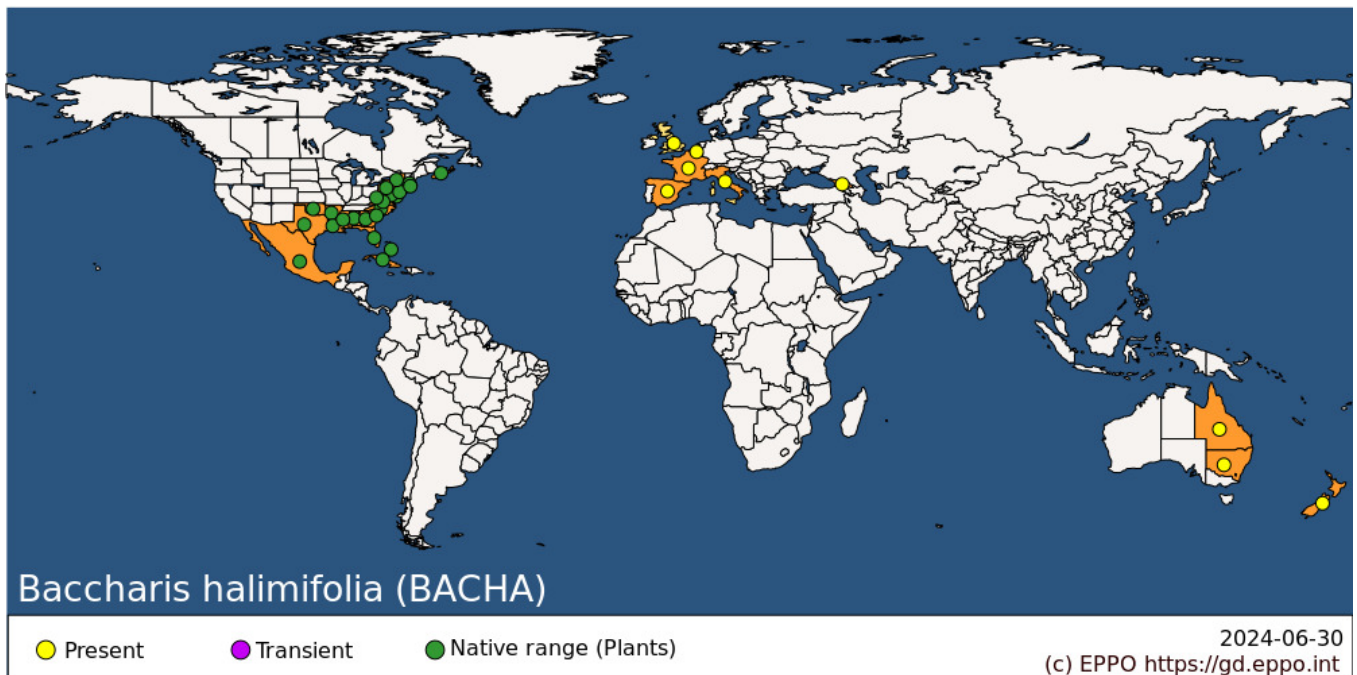 Baccharis halimifolia (BACHA)
Present
Transient
Native range (Plants)
2024-06-30
(c) EPPO https://gd.eppo.int